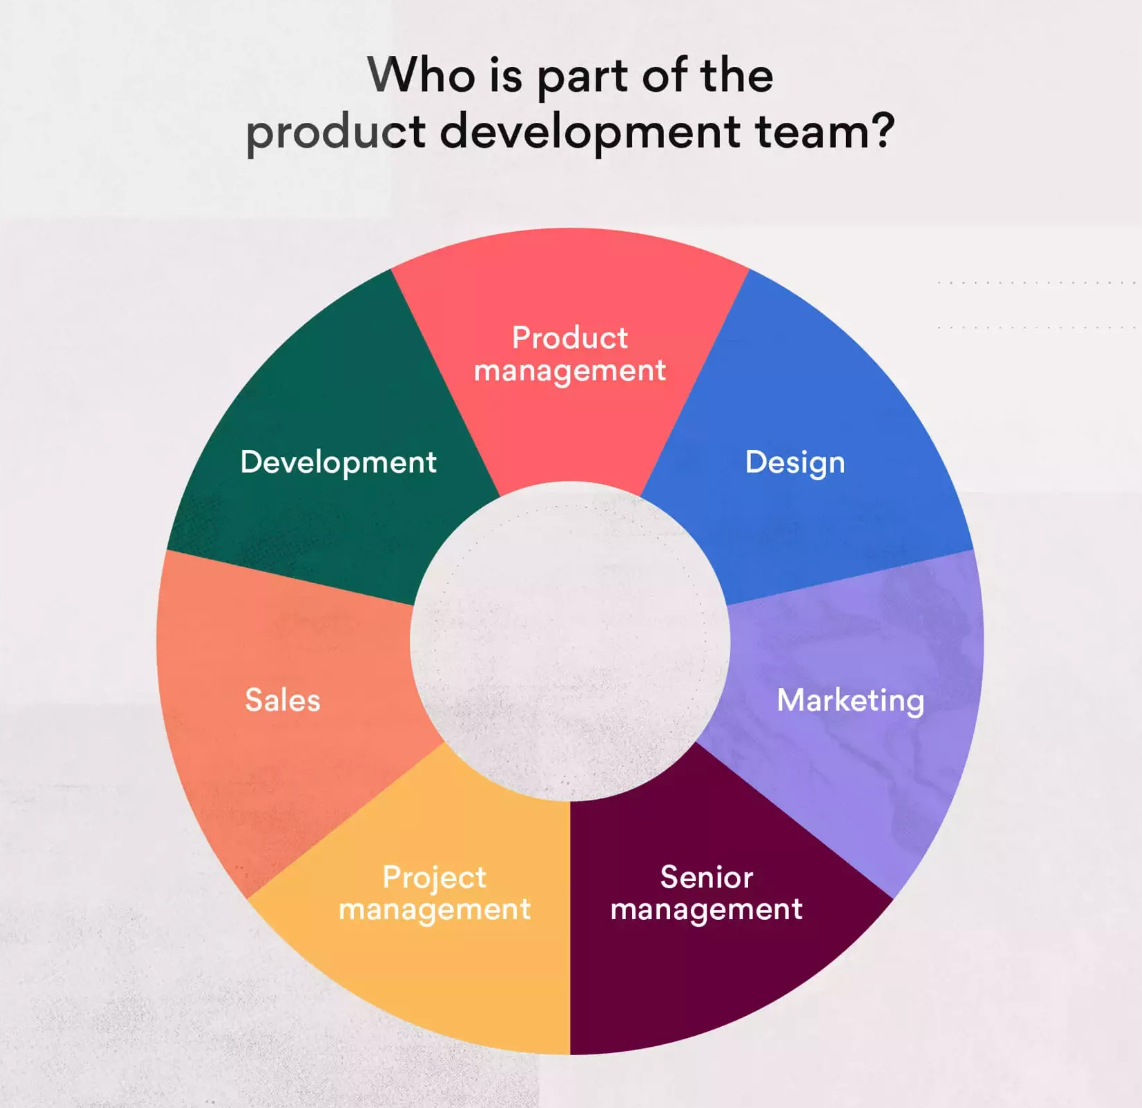 Who is part of the
product development team?
Product
management
Development
Design
Sales
Marketing
Project
management
Senior
management